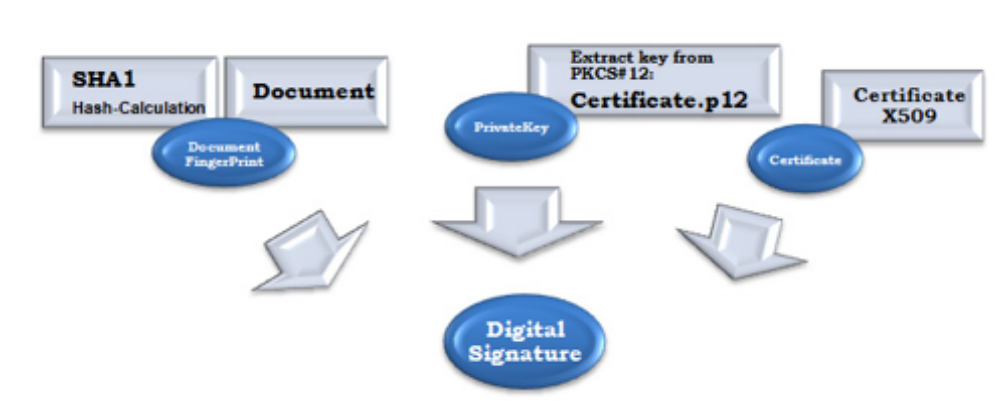 SHA1
Hash-Calculation
Document
Document
FingerPrint
Extract key from
PKCS#12:
Certificate.p12
PrivateKey
Certificate
X509
Certificate
Digital
Signature